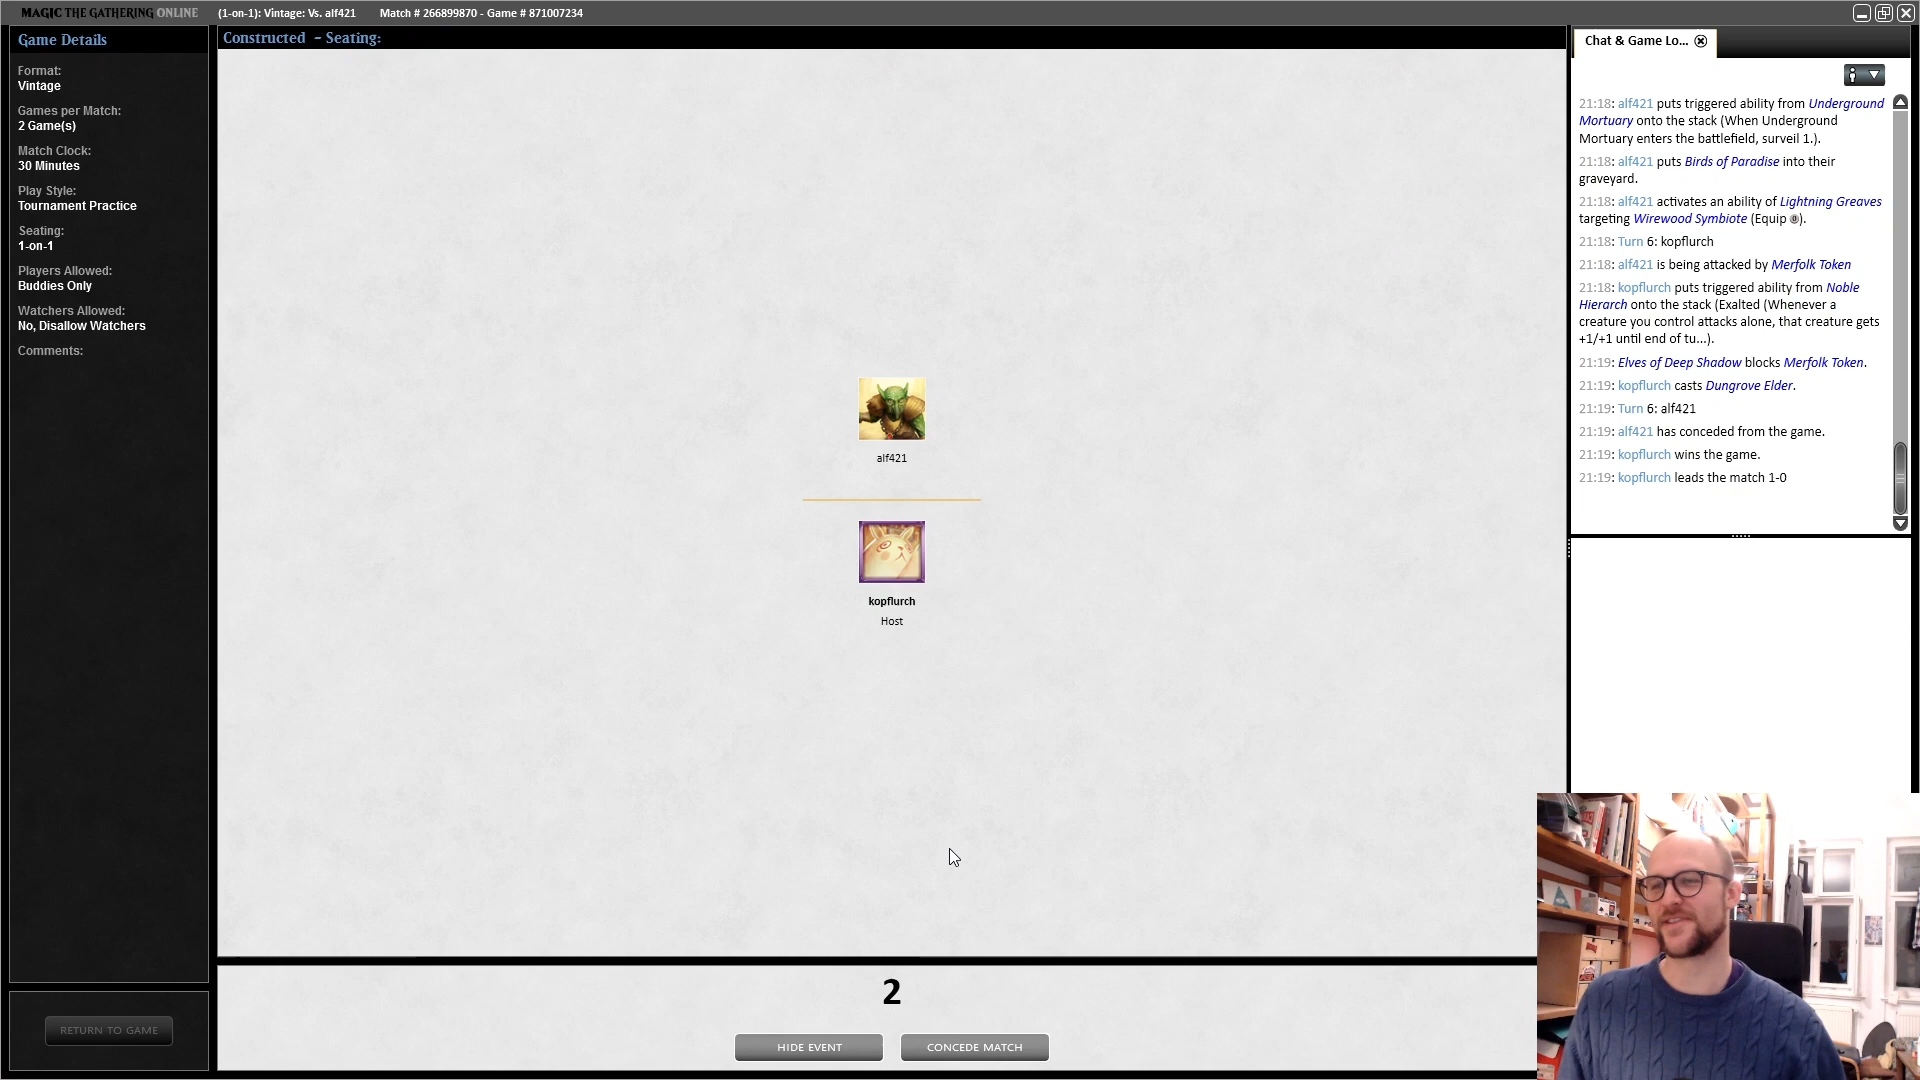 MAGIC THE GATHERING ONLINE
(1-on-1): Vintage: Vs. alf421
Match # 266899870 - Game # 871007234
Game Details
Format:
Vintage
Games per Match:
2 Game(s)
Match Clock:
30 Minutes
Play Style:
Tournament Practice
Seating:
1-on-1
Players Allowed:
Buddies Only
Watchers Allowed:
No, Disallow Watchers
Comments:
RETURN TO GAME
Constructed - Seating:
alf421
kopflurch
Host
2
HIDE EVENT
CONCEDE MATCH
Chat & Game Lo...
21:18: alf421 puts triggered ability from Underground
Mortuary onto the stack (When Underground
Mortuary enters the battlefield, surveil 1.).
21:18: alf421 puts Birds of Paradise into their
graveyard.
21:18: alf421 activates an ability of Lightning Greaves
targeting Wirewood Symbiote (Equip 0).
21:18: Turn 6: kopflurch
21:18: alf421 is being attacked by Merfolk Token
21:18: kopflurch puts triggered ability from Noble
Hierarch onto the stack (Exalted (Whenever a
creature you control attacks alone, that creature gets
+1/+1 until end of tu...).
21:19: Elves of Deep Shadow blocks Merfolk Token.
21:19: kopflurch casts Dungrove Elder.
21:19: Turn 6: alf421
21:19: alf421 has conceded from the game.
21:19: kopflurch wins the game.
21:19: kopflurch leads the match 1-0